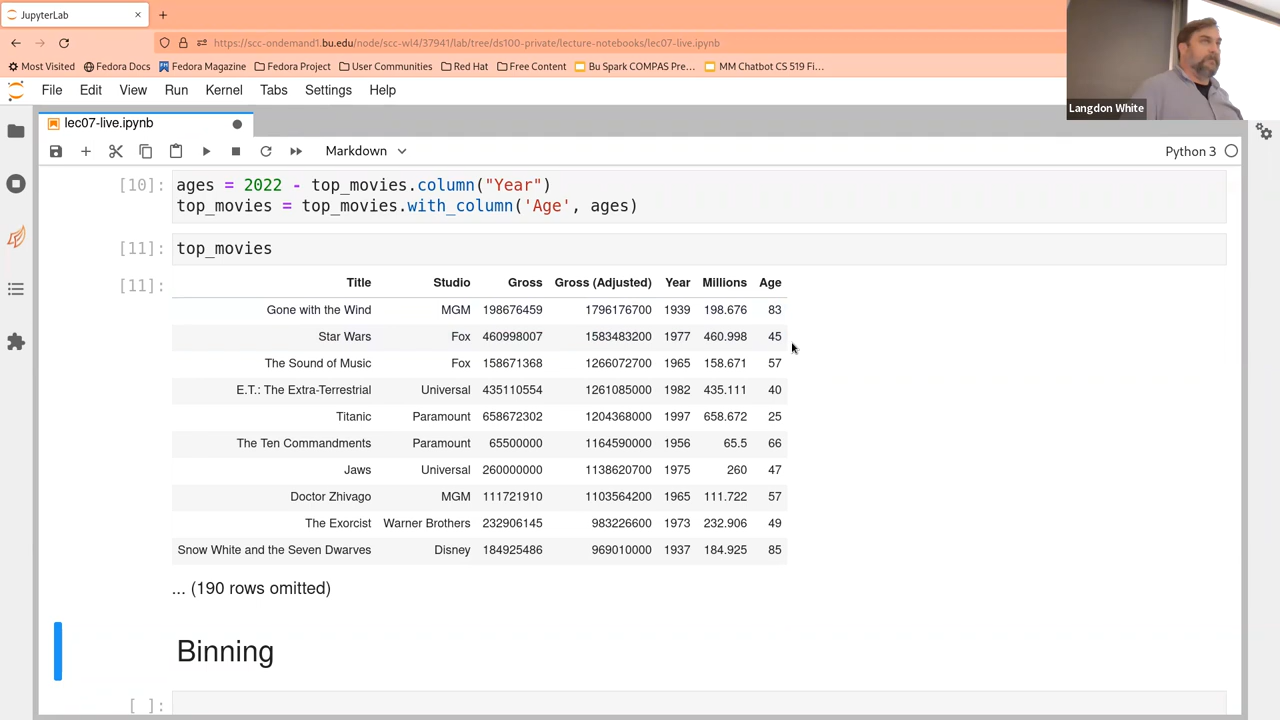 JupyterLab
https://scc-ondemand1.bu.edu/node/scc-wl4/37941/lab/tree/ds100-private/lecture-notebooks/lec07-live.ipynb
Most Visited Fedora Docs Fedora Magazine Fedora Project User Communities Red Hat Free Content Bu Spark COMPAS Pre… MM Chatbot CS 519 Fi…
Langdon White
File Edit View Run Kernel Tabs Settings Help
lec07-live.ipynb
Markdown Python 3
[10]: ages = 2022 - top_movies.column("Year")
top_movies = top_movies.with_column('Age', ages)
[11]: top_movies
[11]: Title Studio Gross Gross (Adjusted) Year Millions Age
Gone with the Wind MGM 198676459 1796176700 1939 198.676 83
Star Wars Fox 460998007 1583483200 1977 460.998 45
The Sound of Music Fox 158671368 1266072700 1965 158.671 57
E.T.: The Extra-Terrestrial Universal 435110554 1261085000 1982 435.111 40
Titanic Paramount 658672302 1204368000 1997 658.672 25
The Ten Commandments Paramount 65500000 1164590000 1956 65.5 66
Jaws Universal 260000000 1138620700 1975 260 47
Doctor Zhivago MGM 111721910 1103564200 1965 111.722 57
The Exorcist Warner Brothers 232906145 983226600 1973 232.906 49
Snow White and the Seven Dwarves Disney 184925486 969010000 1937 184.925 85
... (190 rows omitted)
Binning
[ ]: